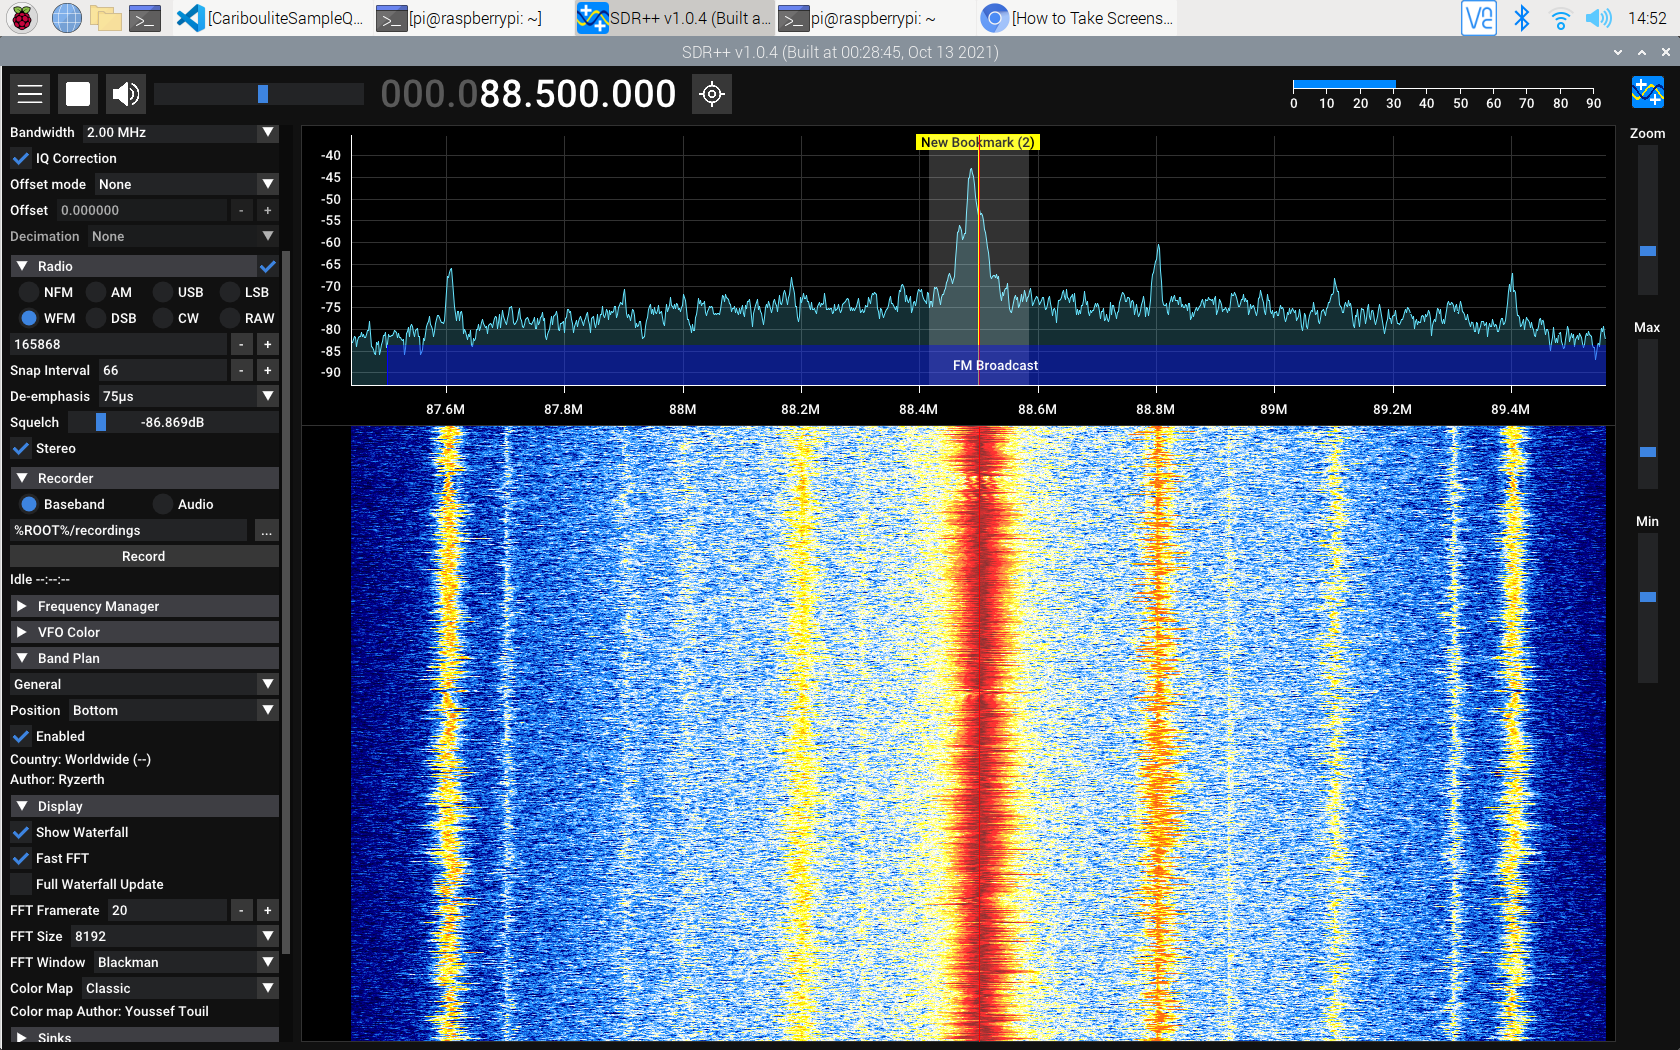 [CaribouliteSampleQ...
[pi@raspberrypi: ~]
SDR++ v1.0.4 (Built a...
pi@raspberrypi: ~
[How to Take Screens...
14:52
SDR++ v1.0.4 (Built at 00:28:45, Oct 13 2021)
000.088.500.000
0 10 20 30 40 50 60 70 80 90
Bandwidth 2.00 MHz
IQ Correction
Offset mode None
Offset 0.000000 - +
Decimation None
Radio
NFM AM USB LSB
WFM DSB CW RAW
165868 - +
Snap Interval 66 - +
De-emphasis 75µs
Squelch -86.869dB
Stereo
Recorder
Baseband Audio
%ROOT%/recordings ...
Record
Idle --:--:--
Frequency Manager
VFO Color
Band Plan
General
Position Bottom
Enabled
Country: Worldwide (--)
Author: Ryzerth
Display
Show Waterfall
Fast FFT
Full Waterfall Update
FFT Framerate 20 - +
FFT Size 8192
FFT Window Blackman
Color Map Classic
Color map Author: Youssef Touil
Sinks
New Bookmark (2)
-40
-45
-50
-55
-60
-65
-70
-75
-80
-85
-90
FM Broadcast
87.6M 87.8M 88M 88.2M 88.4M 88.6M 88.8M 89M 89.2M 89.4M
Zoom
Max
Min